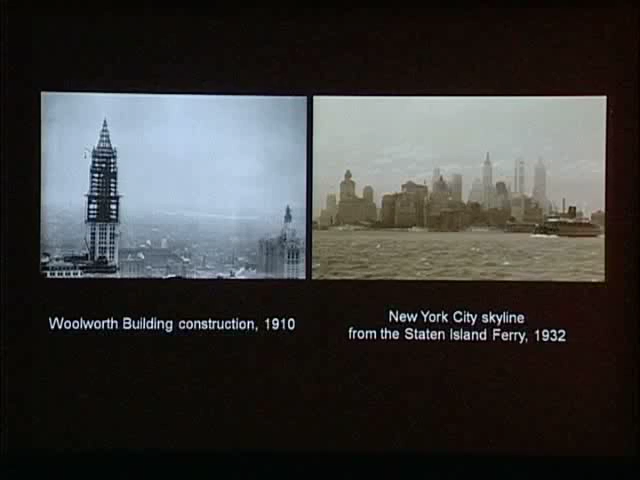 Woolworth Building construction, 1910
New York City skyline
from the Staten Island Ferry, 1932